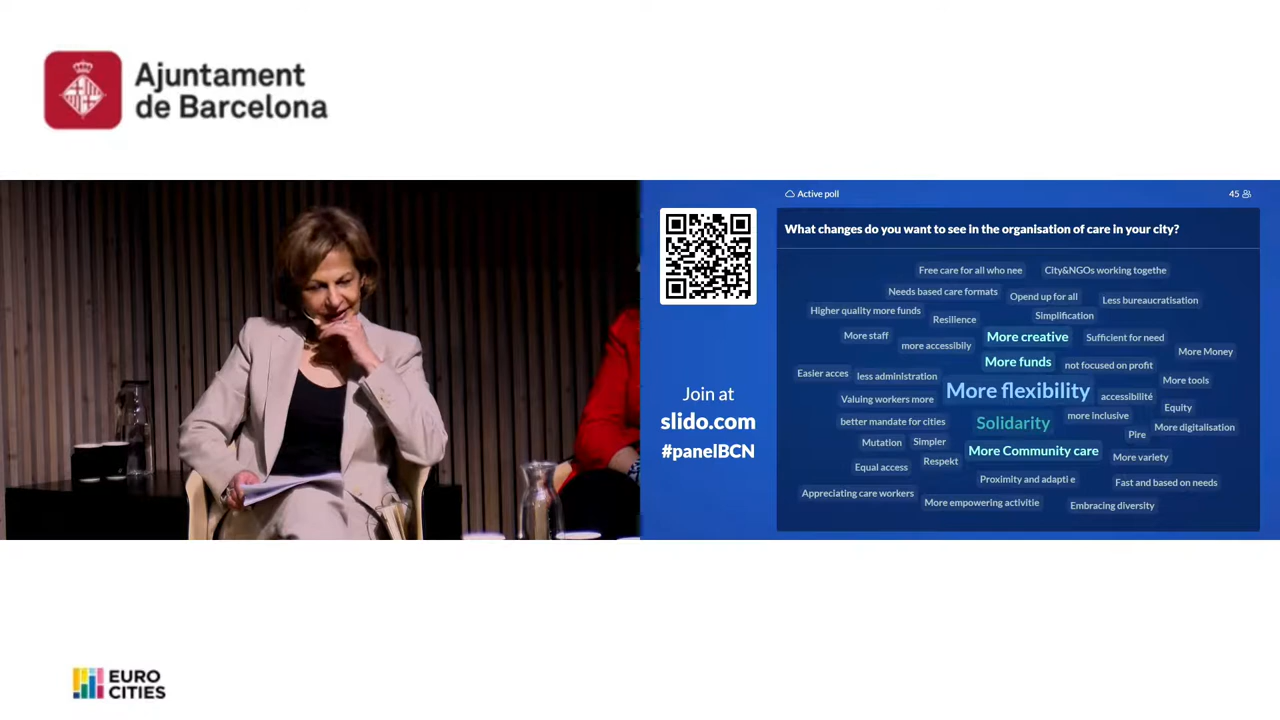 Ajuntament
de Barcelona
Active poll
45
What changes do you want to see in the organisation of care in your city?
Free care for all who nee
City&NGOs working togethe
Needs based care formats
Opend up for all
Less bureaucratisation
Higher quality more funds
Resilience
Simplification
More staff
more accessibily
More creative
Sufficient for need
More funds
not focused on profit
More Money
Easier acces
less administration
More flexibility
More tools
Valuing workers more
accessibilité
Equity
better mandate for cities
Solidarity
more inclusive
More digitalisation
Mutation
Simpler
Pire
More Community care
Equal access
Respekt
More variety
Proximity and adapti e
Fast and based on needs
Appreciating care workers
More empowering activitie
Embracing diversity
Join at
slido.com
#panelBCN
EURO
CITIES